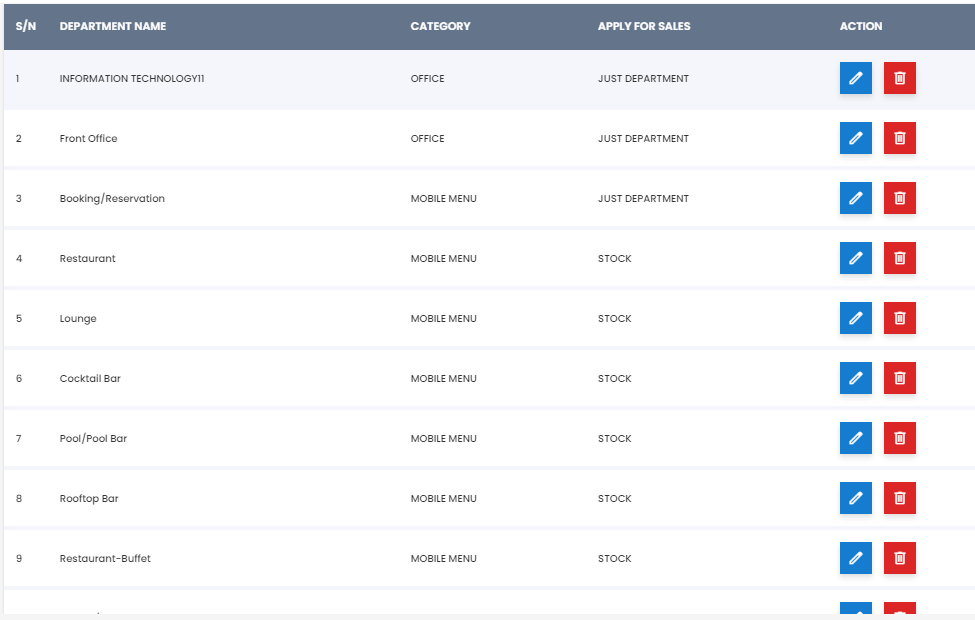 S/N DEPARTMENT NAME CATEGORY APPLY FOR SALES ACTION
1 INFORMATION TECHNOLOGY11 OFFICE JUST DEPARTMENT
2 Front Office OFFICE JUST DEPARTMENT
3 Booking/Reservation MOBILE MENU JUST DEPARTMENT
4 Restaurant MOBILE MENU STOCK
5 Lounge MOBILE MENU STOCK
6 Cocktail Bar MOBILE MENU STOCK
7 Pool/Pool Bar MOBILE MENU STOCK
8 Rooftop Bar MOBILE MENU STOCK
9 Restaurant-Buffet MOBILE MENU STOCK